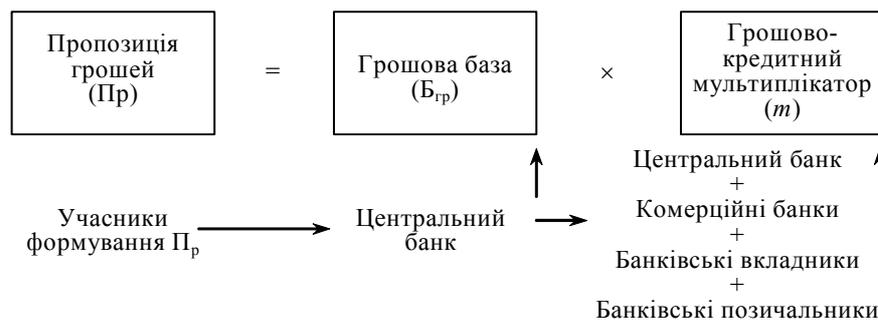 Пропозиція
грошей
(Пр)
=
Грошова база
(Бгр)
×
Грошово-
кредитний
мультиплікатор
(m)
Учасники
формування Пр
Центральний
банк
Центральний банк
+
Комерційні банки
+
Банківські вкладники
+
Банківські позичальники